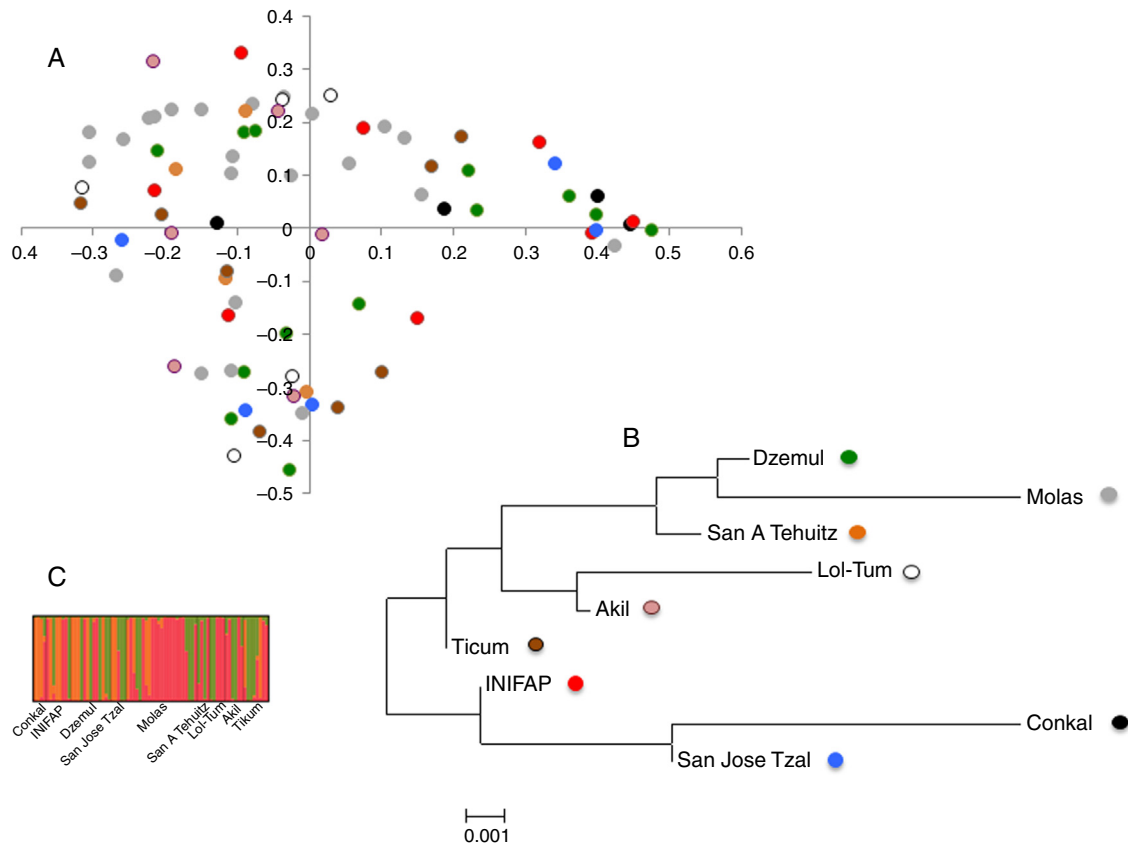 A
0.4
0.3
0.2
0.1
0
0.4 –0.3 –0.2 –0.1 0 0.1 0.2 0.3 0.4 0.5 0.6
–0.1
–0.2
–0.3
–0.4
–0.5
B
Dzemul
Molas
San A Tehuitz
Lol-Tum
Akil
Ticum
INIFAP
Conkal
San Jose Tzal
0.001
C
Conkal
INIFAP
Dzemul
San Jose Tzal
Molas
San A Tehuitz
Lol-Tum
Akil
Tikum